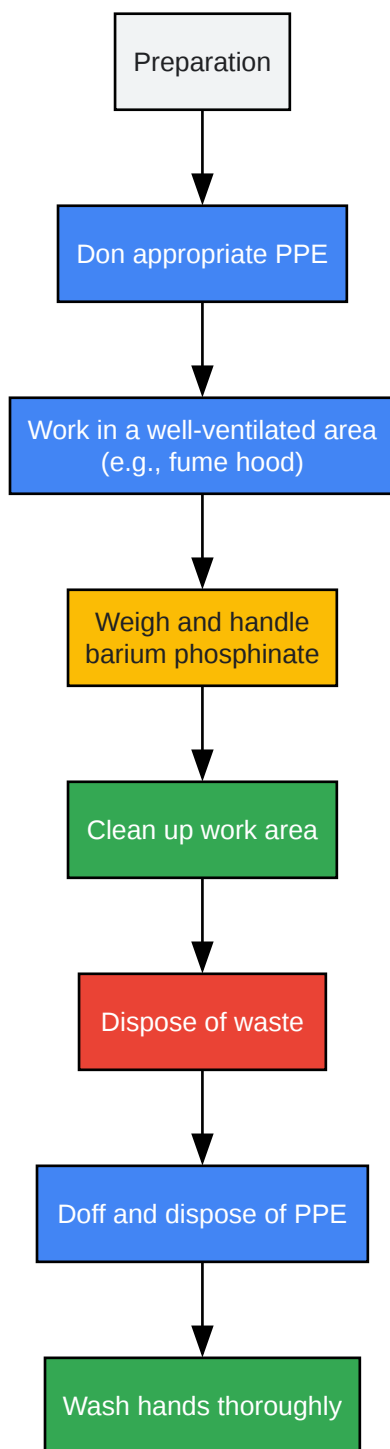 Preparation
Don appropriate PPE
Work in a well-ventilated area
(e.g., fume hood)
Weigh and handle
barium phosphinate
Clean up work area
Dispose of waste
Doff and dispose of PPE
Wash hands thoroughly